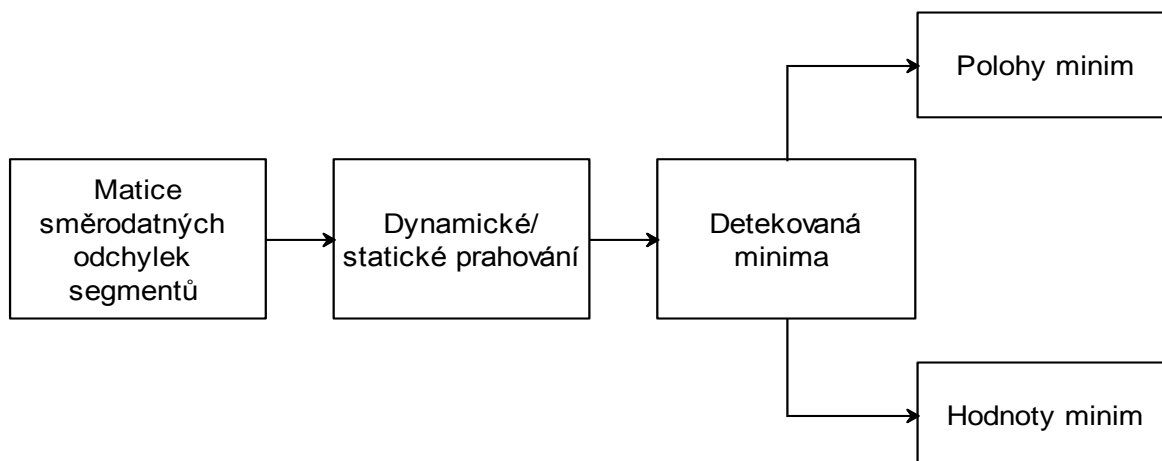 Polohy minim
Matice
směrodatných
odchylek
segmentů
Dynamické/
statické prahování
Detekovaná
minima
Hodnoty minim